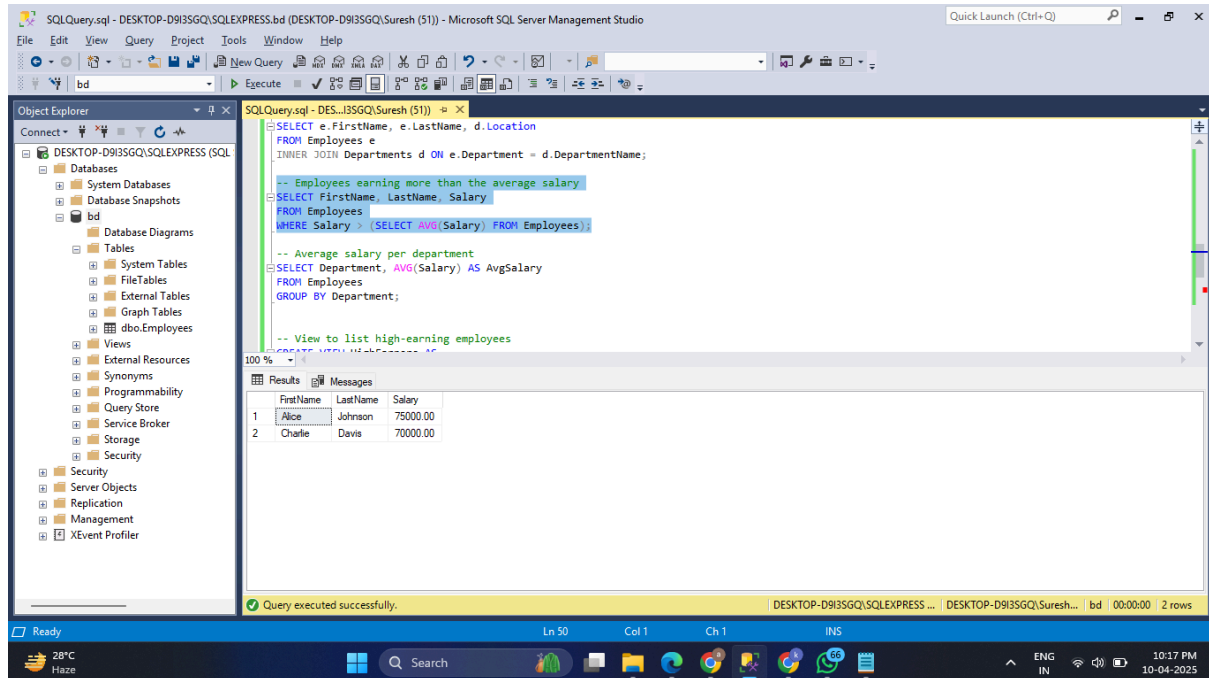 SQLQuery.sql - DESKTOP-D9I3SGQ\SQLEXPRESS.bd (DESKTOP-D9I3SGQ\Suresh (51)) - Microsoft SQL Server Management Studio
Quick Launch (Ctrl+Q)
File Edit View Query Project Tools Window Help
New Query
bd
Execute
Object Explorer
Connect
DESKTOP-D9I3SGQ\SQLEXPRESS (SQL
Databases
System Databases
Database Snapshots
bd
Database Diagrams
Tables
System Tables
FileTables
External Tables
Graph Tables
dbo.Employees
Views
External Resources
Synonyms
Programmability
Query Store
Service Broker
Storage
Security
Security
Server Objects
Replication
Management
XEvent Profiler
SQLQuery.sql - DES...I3SGQ\Suresh (51))
SELECT e.FirstName, e.LastName, d.Location
FROM Employees e
INNER JOIN Departments d ON e.Department = d.DepartmentName;
-- Employees earning more than the average salary
SELECT FirstName, LastName, Salary
FROM Employees
WHERE Salary > (SELECT AVG(Salary) FROM Employees);
-- Average salary per department
SELECT Department, AVG(Salary) AS AvgSalary
FROM Employees
GROUP BY Department;
-- View to list high-earning employees
CREATE VIEW HighEarners AS
100 %
Results Messages
FirstName LastName Salary
1 Alice Johnson 75000.00
2 Charlie Davis 70000.00
Query executed successfully.
DESKTOP-D9I3SGQ\SQLEXPRESS ... DESKTOP-D9I3SGQ\Suresh... bd 00:00:00 2 rows
Ready Ln 50 Col 1 Ch 1 INS
28°C
Haze
Search
66
ENG
IN
10:17 PM
10-04-2025